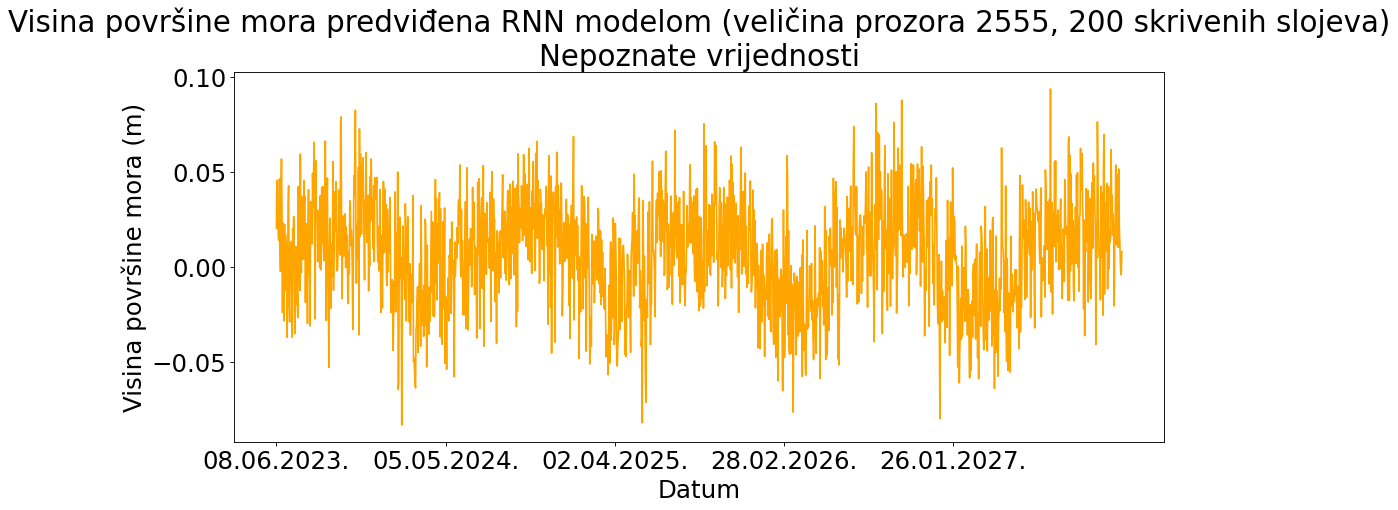 Visina površine mora predviđena RNN modelom (veličina prozora 2555, 200 skrivenih slojeva)
Nepoznate vrijednosti
Visina površine mora (m)
0.10
0.05
0.00
−0.05
08.06.2023. 05.05.2024. 02.04.2025. 28.02.2026. 26.01.2027.
Datum